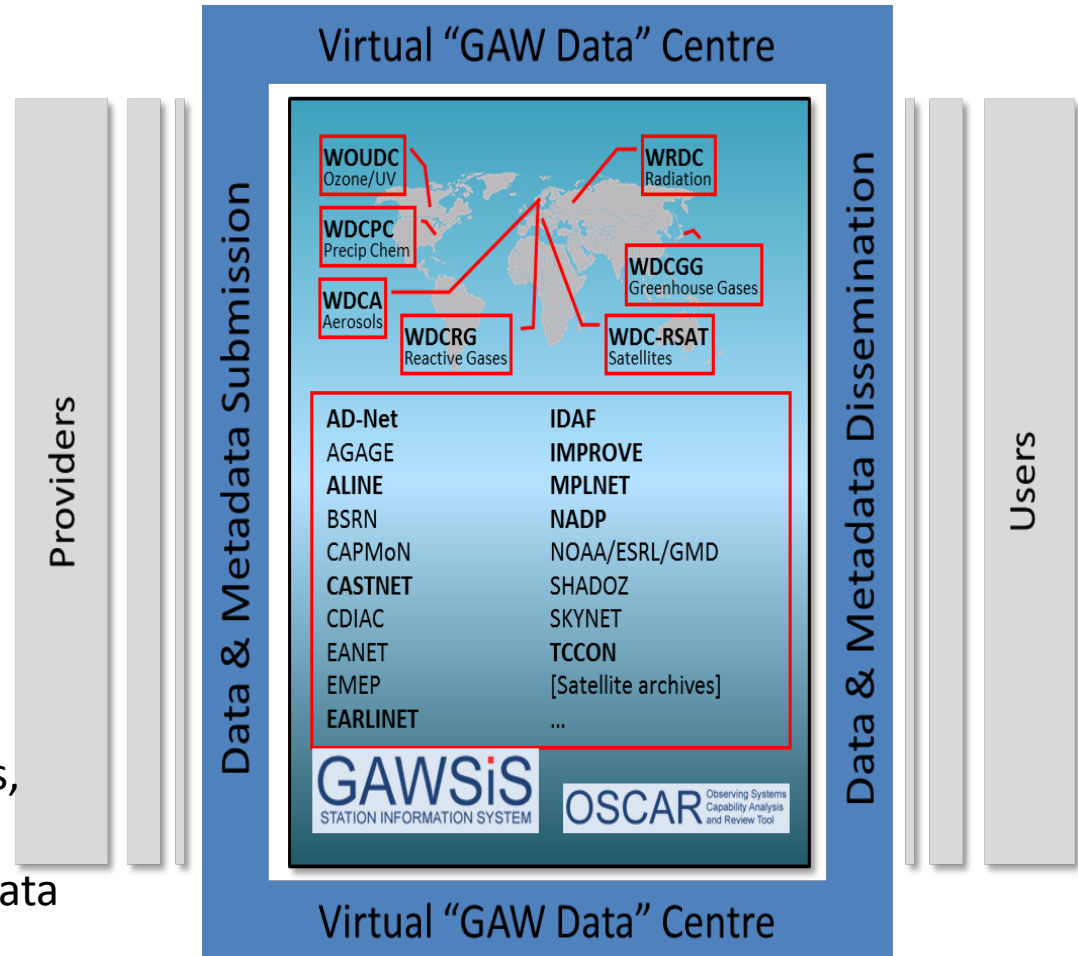 Virtual “GAW Data” Centre
Providers
Data & Metadata Submission
WOUDC
Ozone/UV
WRDC
Radiation
WDCPC
Precip Chem
WDCGG
Greenhouse Gases
WDCA
Aerosols
WDCRG
Reactive Gases
WDC-RSAT
Satellites
AD-Net
AGAGE
ALINE
BSRN
CAPMoN
CASTNET
CDIAC
EANET
EMEP
EARLINET
IDAF
IMPROVE
MPLNET
NADP
NOAA/ESRL/GMD
SHADOZ
SKYNET
TCCON
[Satellite archives]
...
GAWSiS
STATION INFORMATION SYSTEM
OSCAR
Observing Systems
Capability Analysis
and Review Tool
Data & Metadata Dissemination
Users
s,
ata
Virtual “GAW Data” Centre